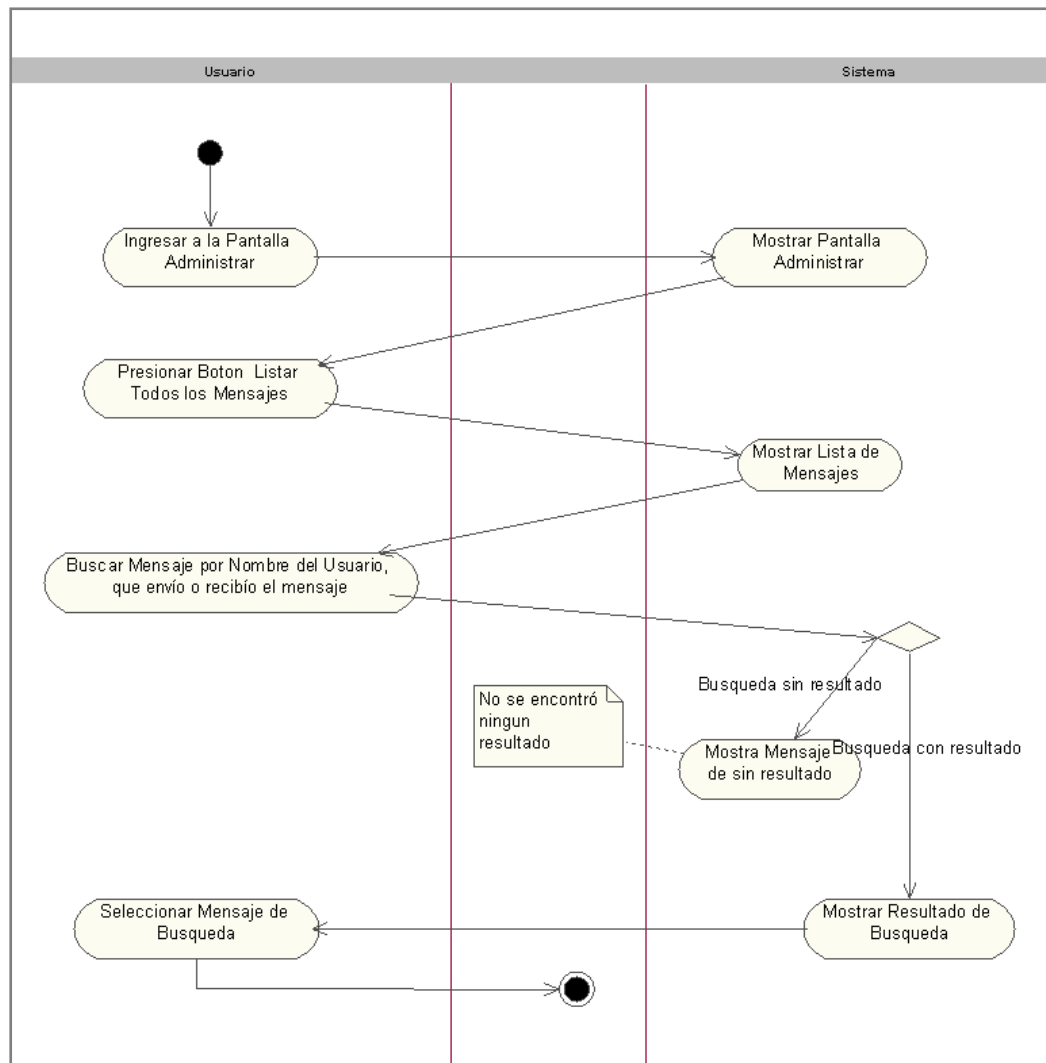 Usuario
Sistema
Ingresar a la Pantalla
Administrar
Mostrar Pantalla
Administrar
Presionar Boton Listar
Todos los Mensajes
Mostrar Lista de
Mensajes
Buscar Mensaje por Nombre del Usuario,
que envío o recibío el mensaje
Busqueda sin resultado
No se encontró
ningun
resultado
Mostra Mensaje
de sin resultado
Busqueda con resultado
Seleccionar Mensaje de
Busqueda
Mostrar Resultado de
Busqueda